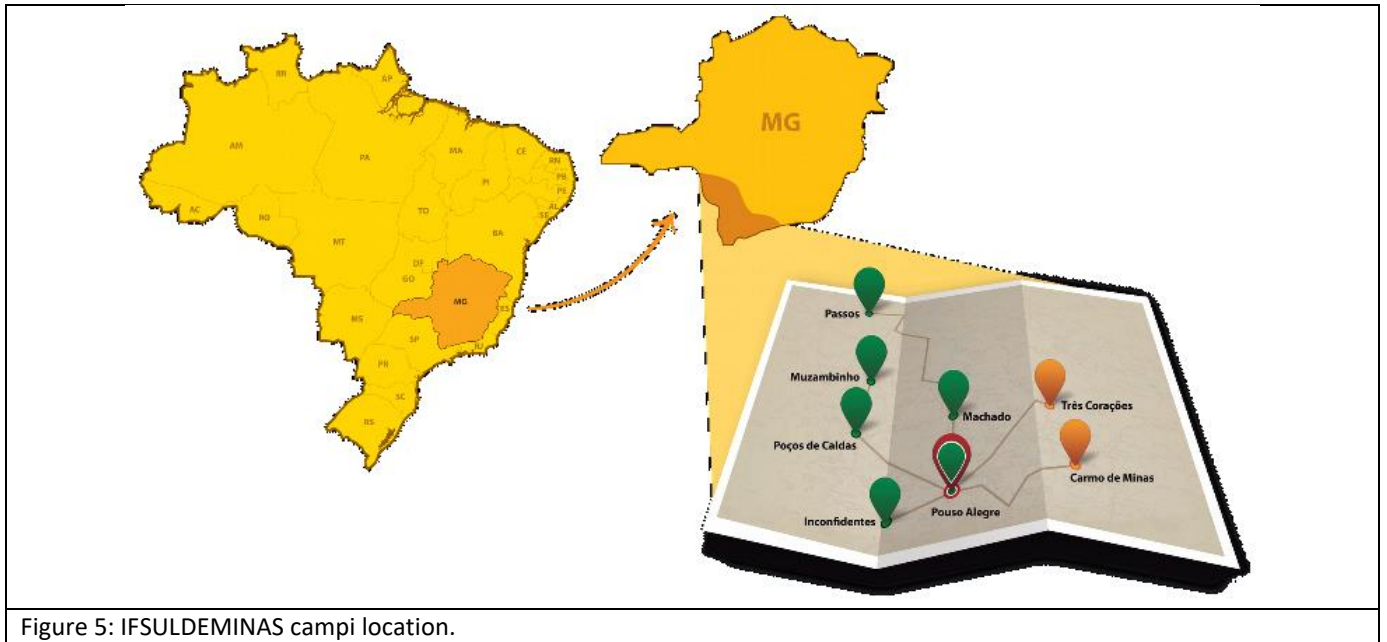 RR
AP
AM
PA
MA
CE
RN
PB
PE
AL
SE
PI
AC
RO
TO
MT
BA
DF
GO
MG
ES
MS
SP
RJ
PR
SC
RS
MG
Passos
Muzambinho
Machado
Três Corações
Poços de Caldas
Carmo de Minas
Pouso Alegre
Inconfidentes
Figure 5: IFSULDEMINAS campi location.